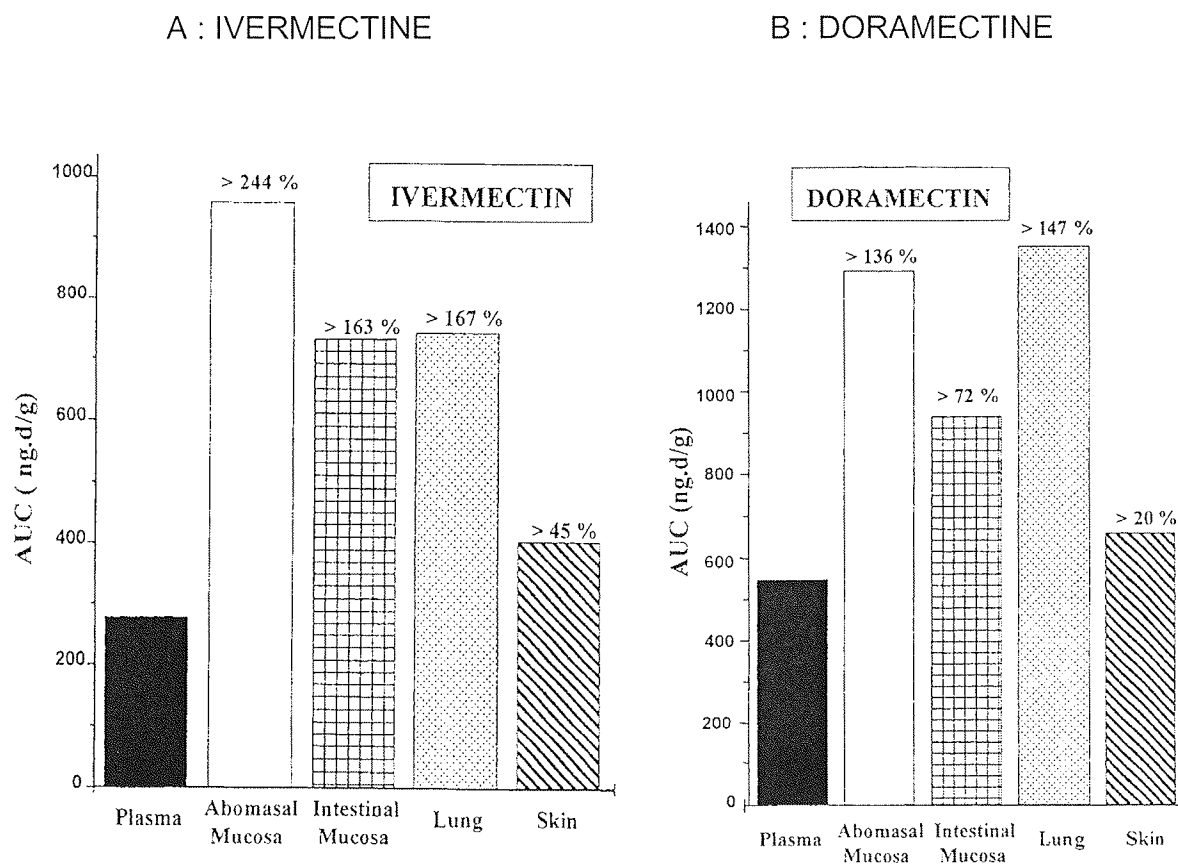 A : IVERMECTINE
B : DORAMECTINE
IVERMECTIN
AUC ( ng.d/g)
1000
800
600
400
200
0
> 244 %
> 163 %
> 167 %
> 45 %
Plasma
Abomasal
Mucosa
Intestinal
Mucosa
Lung
Skin
DORAMECTIN
AUC (ng.d/g)
1400
1200
1000
800
600
400
200
0
> 136 %
> 72 %
> 147 %
> 20 %
Plasma
Abomasal
Mucosa
Intestinal
Mucosa
Lung
Skin